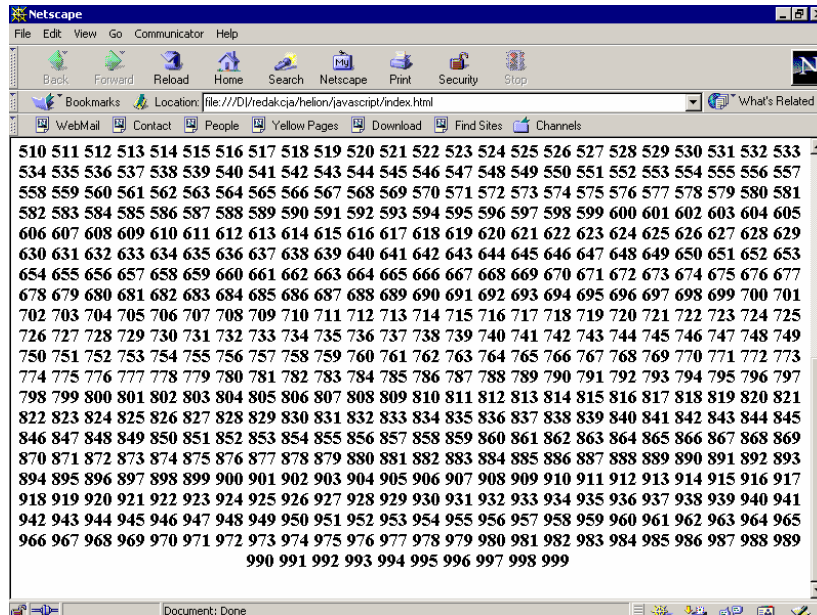 Netscape
File Edit View Go Communicator Help
Back Forward Reload Home Search Netscape Print Security Stop
Bookmarks Location: file:///D|/redakcja/helion/javascript/index.html What's Related
WebMail Contact People Yellow Pages Download Find Sites Channels
510 511 512 513 514 515 516 517 518 519 520 521 522 523 524 525 526 527 528 529 530 531 532 533
534 535 536 537 538 539 540 541 542 543 544 545 546 547 548 549 550 551 552 553 554 555 556 557
558 559 560 561 562 563 564 565 566 567 568 569 570 571 572 573 574 575 576 577 578 579 580 581
582 583 584 585 586 587 588 589 590 591 592 593 594 595 596 597 598 599 600 601 602 603 604 605
606 607 608 609 610 611 612 613 614 615 616 617 618 619 620 621 622 623 624 625 626 627 628 629
630 631 632 633 634 635 636 637 638 639 640 641 642 643 644 645 646 647 648 649 650 651 652 653
654 655 656 657 658 659 660 661 662 663 664 665 666 667 668 669 670 671 672 673 674 675 676 677
678 679 680 681 682 683 684 685 686 687 688 689 690 691 692 693 694 695 696 697 698 699 700 701
702 703 704 705 706 707 708 709 710 711 712 713 714 715 716 717 718 719 720 721 722 723 724 725
726 727 728 729 730 731 732 733 734 735 736 737 738 739 740 741 742 743 744 745 746 747 748 749
750 751 752 753 754 755 756 757 758 759 760 761 762 763 764 765 766 767 768 769 770 771 772 773
774 775 776 777 778 779 780 781 782 783 784 785 786 787 788 789 790 791 792 793 794 795 796 797
798 799 800 801 802 803 804 805 806 807 808 809 810 811 812 813 814 815 816 817 818 819 820 821
822 823 824 825 826 827 828 829 830 831 832 833 834 835 836 837 838 839 840 841 842 843 844 845
846 847 848 849 850 851 852 853 854 855 856 857 858 859 860 861 862 863 864 865 866 867 868 869
870 871 872 873 874 875 876 877 878 879 880 881 882 883 884 885 886 887 888 889 890 891 892 893
894 895 896 897 898 899 900 901 902 903 904 905 906 907 908 909 910 911 912 913 914 915 916 917
918 919 920 921 922 923 924 925 926 927 928 929 930 931 932 933 934 935 936 937 938 939 940 941
942 943 944 945 946 947 948 949 950 951 952 953 954 955 956 957 958 959 960 961 962 963 964 965
966 967 968 969 970 971 972 973 974 975 976 977 978 979 980 981 982 983 984 985 986 987 988 989
990 991 992 993 994 995 996 997 998 999
Document: Done